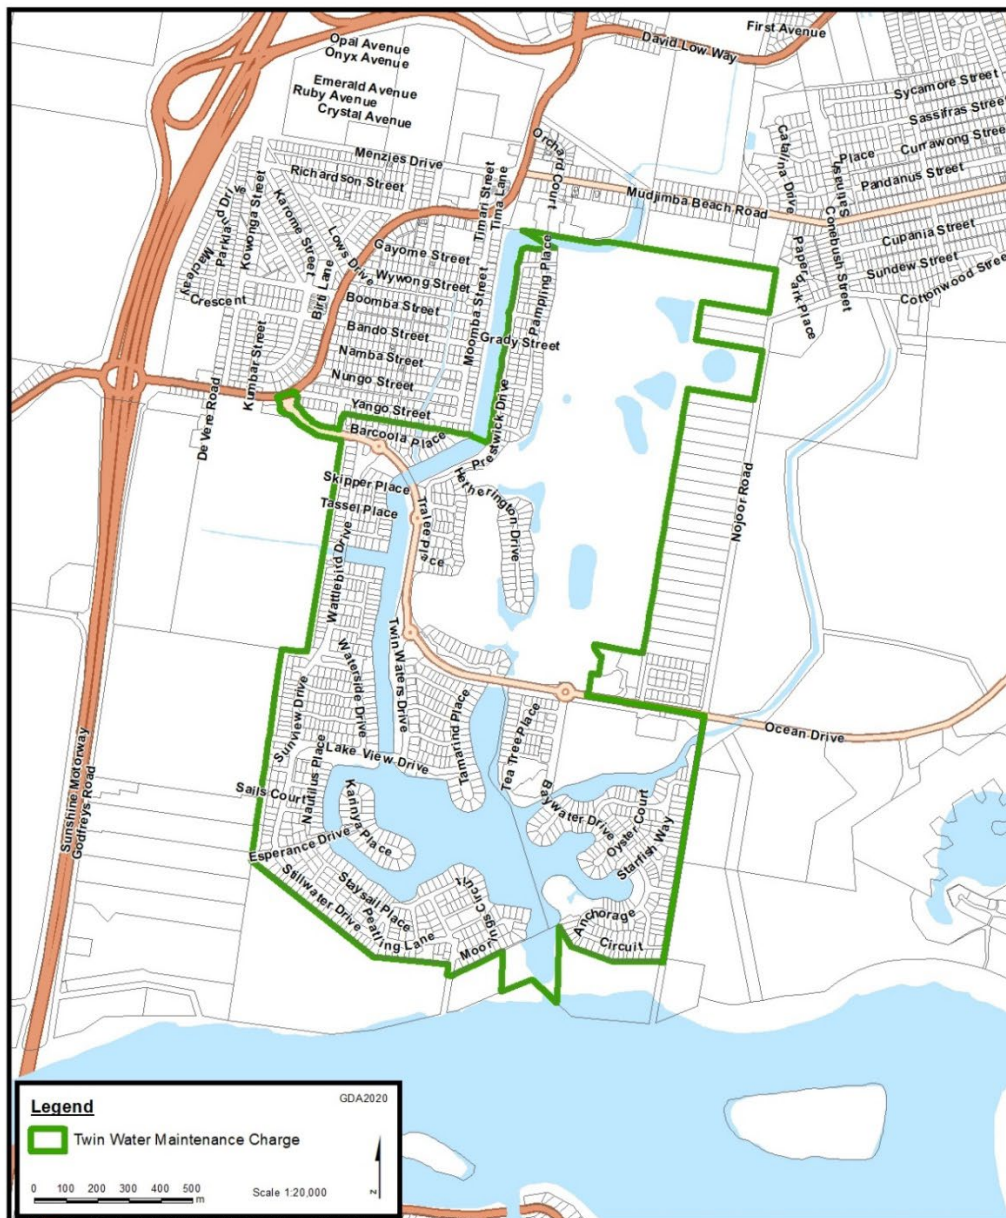 First Avenue
David Low Way
Opal Avenue
Onyx Avenue
Emerald Avenue
Ruby Avenue
Crystal Avenue
Sycamore Street
Sassifras Street
Currawong Street
Place
Pandanus Street
Catalina Drive
Orchard Court
Menzies Drive
Richardson Street
Mudjimba Beach Road
Timari Street
Tima Lane
Parkland Drive
Kowonga Street
Karome Street
Lows Drive
Birti Lane
Macleay
Crescent
Gayome Street
Wywong Street
Boomba Street
Bando Street
Namba Street
Nungo Street
Yango Street
Moomba Street
Pampling Place
Grady Street
Conebush Street
Cupania Street
Sundew Street
Cottonwood Street
Paperbark Place
Kumbar Street
De Vere Road
Barcoola Place
Prestwick Drive
Skipper Place
Tassel Place
Hetherington Drive
Tralee Place
Nojoor Road
Wattlebird Drive
Waterside Drive
Twin Waters Drive
Sunview Drive
Lake View Drive
Tamarind Place
Tea Tree Place
Ocean Drive
Nautilus Place
Sails Court
Karinya Place
Baywater Drive
Oyster Court
Starfish Way
Esperance Drive
Stillwater Drive
Staysail Place
Peatling Lane
Moorings Circuit
Anchorage
Circuit
Sunshine Motorway
Godfreys Road
Legend
GDA2020
Twin Water Maintenance Charge
0 100 200 300 400 500
m
Scale 1:20,000
z